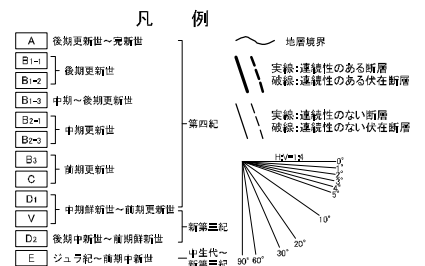 凡例
A 後期更新世~完新世
B1-1
B1-2
後期更新世
B1-3 中期~後期更新世
B2-1
B2-3
中期更新世
B3
C
前期更新世
D1
V
中期鮮新世~前期更新世
D2 後期中新世~前期鮮新世
E ジュラ紀~前期中新世
第四紀
新第三紀
中生代~
新第三紀
地層境界
実線:連続性のある断層
破線:連続性のある伏在断層
実線:連続性のない断層
破線:連続性のない伏在断層
H:V=1:4
0°
1°
2°
3°
4°
5°
10°
20°
30°
60°
90°